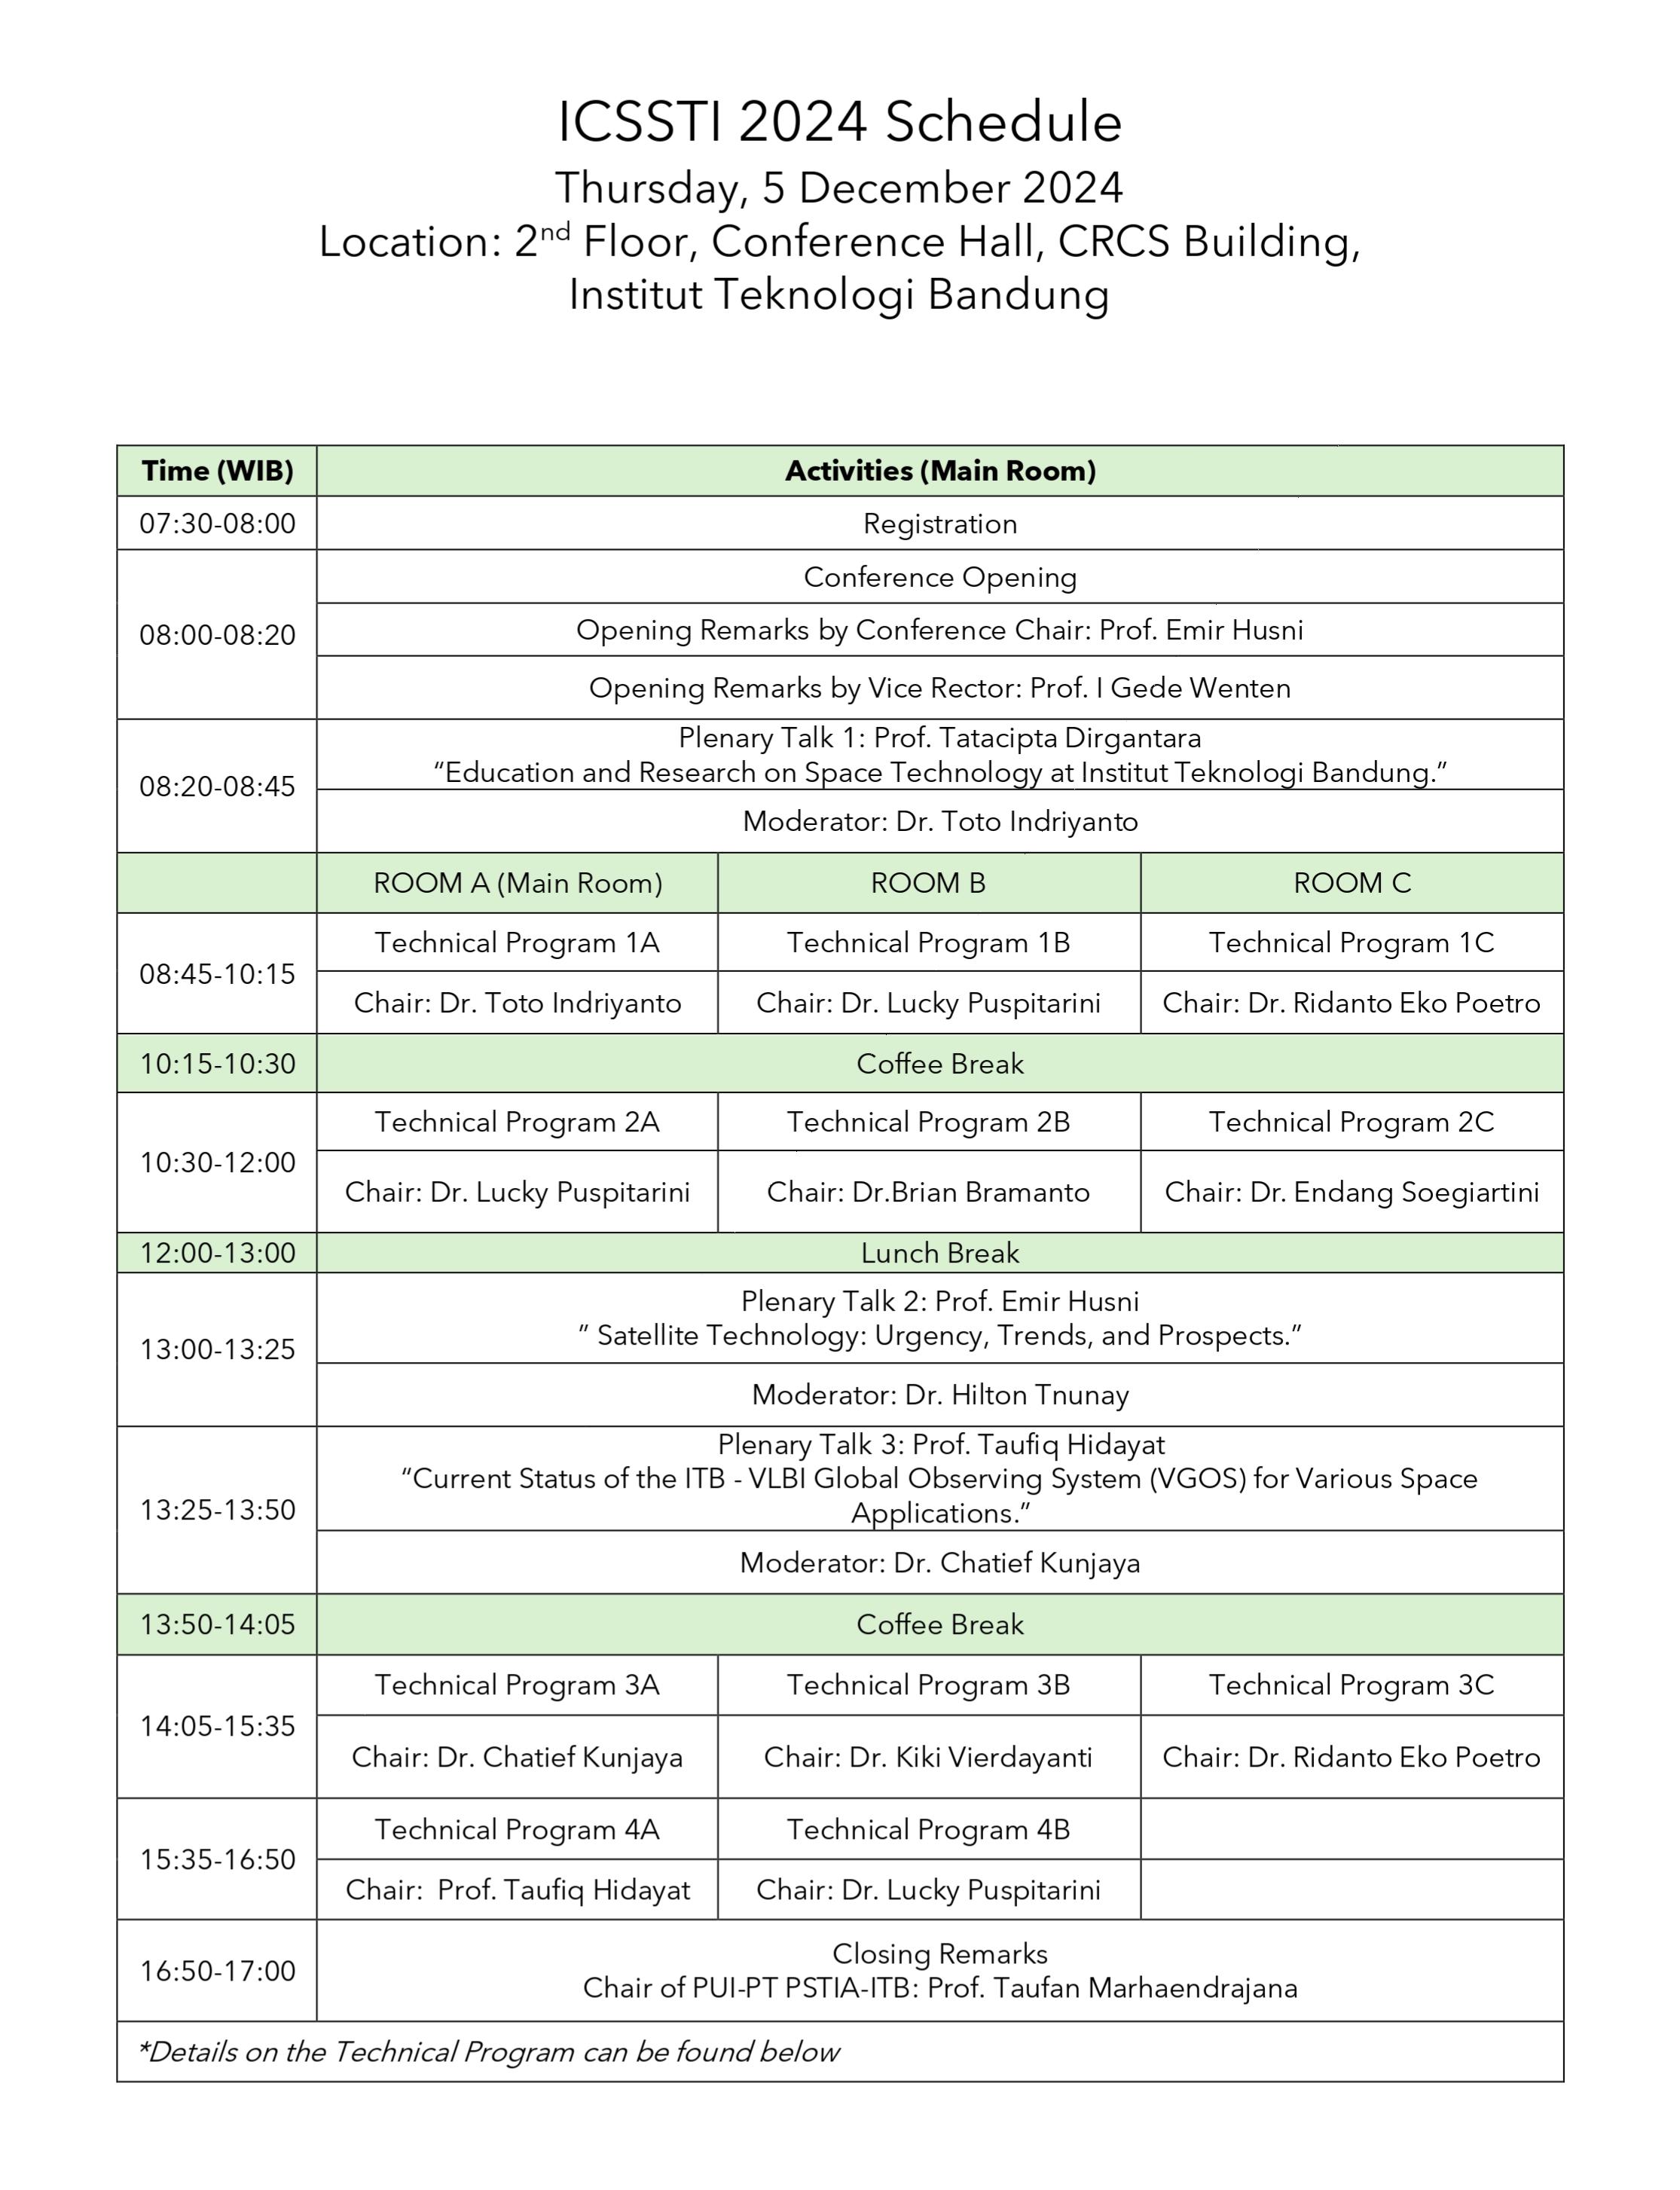 ICSSTI 2024 Schedule
Thursday, 5 December 2024
Location: 2nd Floor, Conference Hall, CRCS Building,
Institut Teknologi Bandung
Time (WIB) Activities (Main Room)
07:30-08:00 Registration
Conference Opening
08:00-08:20 Opening Remarks by Conference Chair: Prof. Emir Husni
Opening Remarks by Vice Rector: Prof. I Gede Wenten
Plenary Talk 1: Prof. Tatacipta Dirgantara
“Education and Research on Space Technology at Institut Teknologi Bandung.”
08:20-08:45
Moderator: Dr. Toto Indriyanto
ROOM A (Main Room) ROOM B ROOM C
Technical Program 1A Technical Program 1B Technical Program 1C
08:45-10:15
Chair: Dr. Toto Indriyanto Chair: Dr. Lucky Puspitarini Chair: Dr. Ridanto Eko Poetro
10:15-10:30 Coffee Break
Technical Program 2A Technical Program 2B Technical Program 2C
10:30-12:00
Chair: Dr. Lucky Puspitarini Chair: Dr.Brian Bramanto Chair: Dr. Endang Soegiartini
12:00-13:00 Lunch Break
Plenary Talk 2: Prof. Emir Husni
” Satellite Technology: Urgency, Trends, and Prospects.”
13:00-13:25
Moderator: Dr. Hilton Tnunay
Plenary Talk 3: Prof. Taufiq Hidayat
“Current Status of the ITB - VLBI Global Observing System (VGOS) for Various Space
Applications.”
13:25-13:50
Moderator: Dr. Chatief Kunjaya
13:50-14:05 Coffee Break
Technical Program 3A Technical Program 3B Technical Program 3C
14:05-15:35
Chair: Dr. Chatief Kunjaya Chair: Dr. Kiki Vierdayanti Chair: Dr. Ridanto Eko Poetro
Technical Program 4A Technical Program 4B
15:35-16:50
Chair:  Prof. Taufiq Hidayat Chair: Dr. Lucky Puspitarini
Closing Remarks
16:50-17:00
Chair of PUI-PT PSTIA-ITB: Prof. Taufan Marhaendrajana
*Details on the Technical Program can be found below